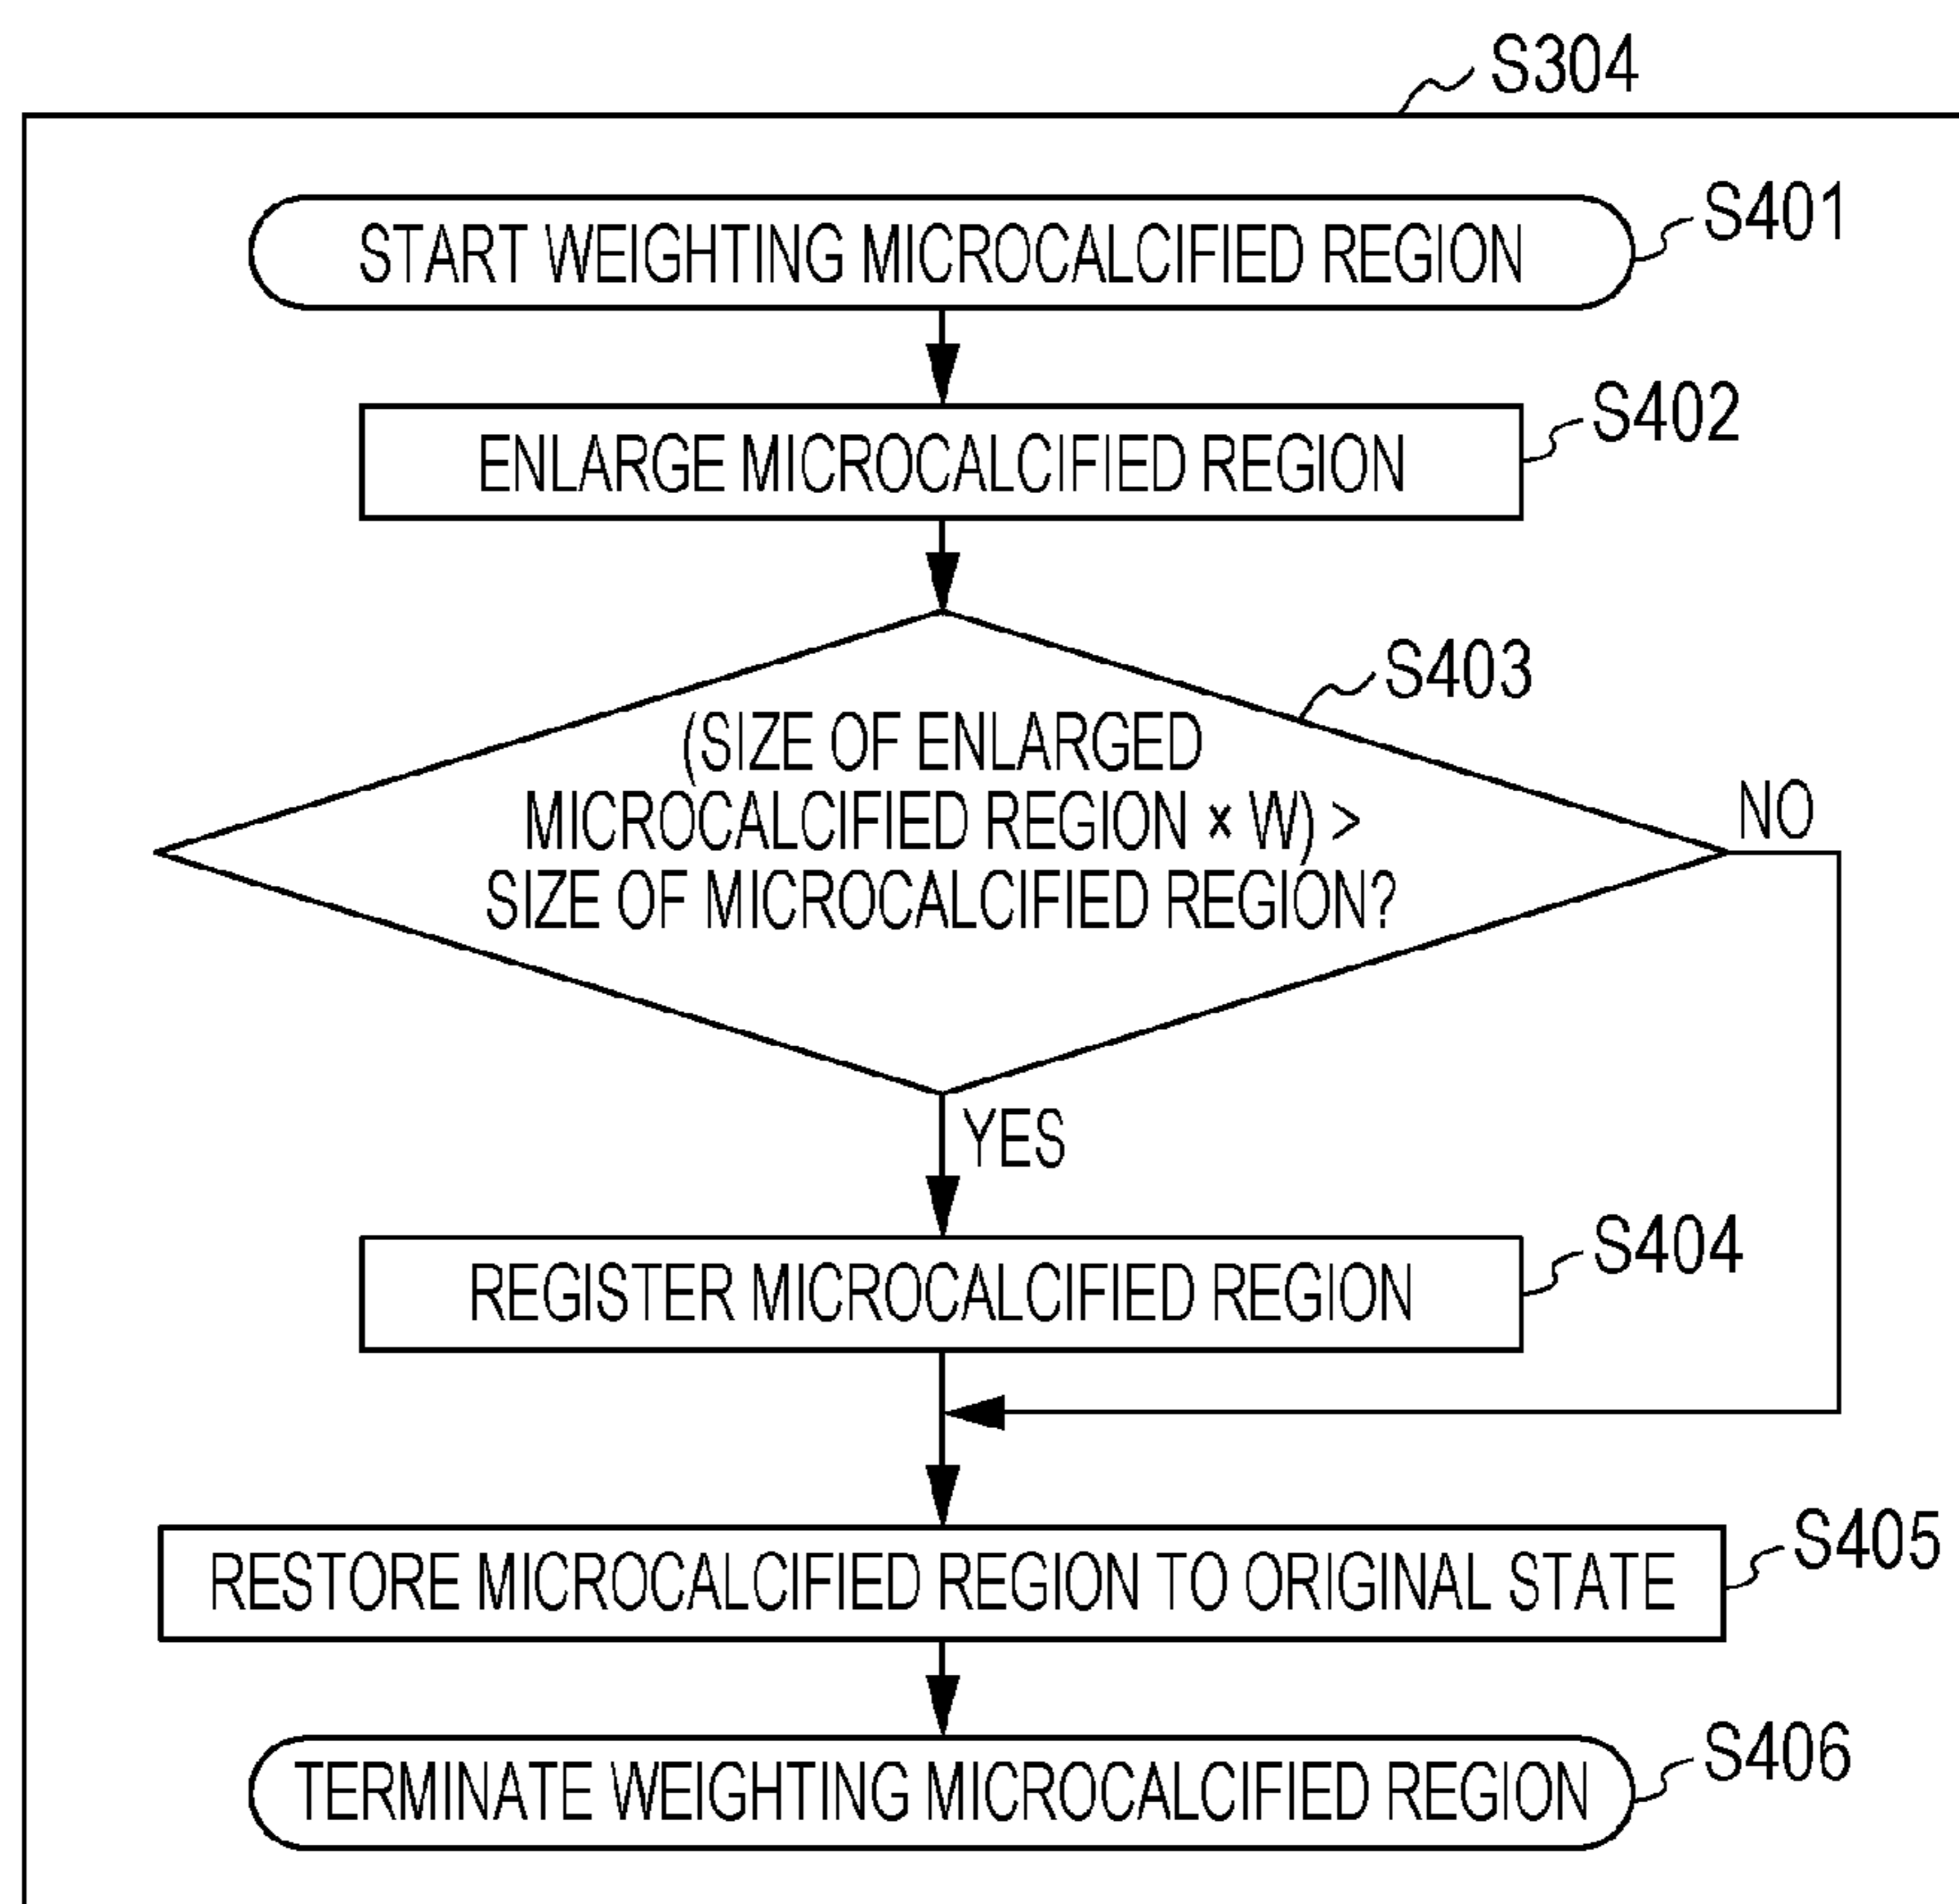 S304
START WEIGHTING MICROCALCIFIED REGION
S401
ENLARGE MICROCALCIFIED REGION
S402
S403
(SIZE OF ENLARGED
MICROCALCIFIED REGION × W) >
SIZE OF MICROCALCIFIED REGION?
NO
YES
REGISTER MICROCALCIFIED REGION
S404
RESTORE MICROCALCIFIED REGION TO ORIGINAL STATE
S405
TERMINATE WEIGHTING MICROCALCIFIED REGION
S406